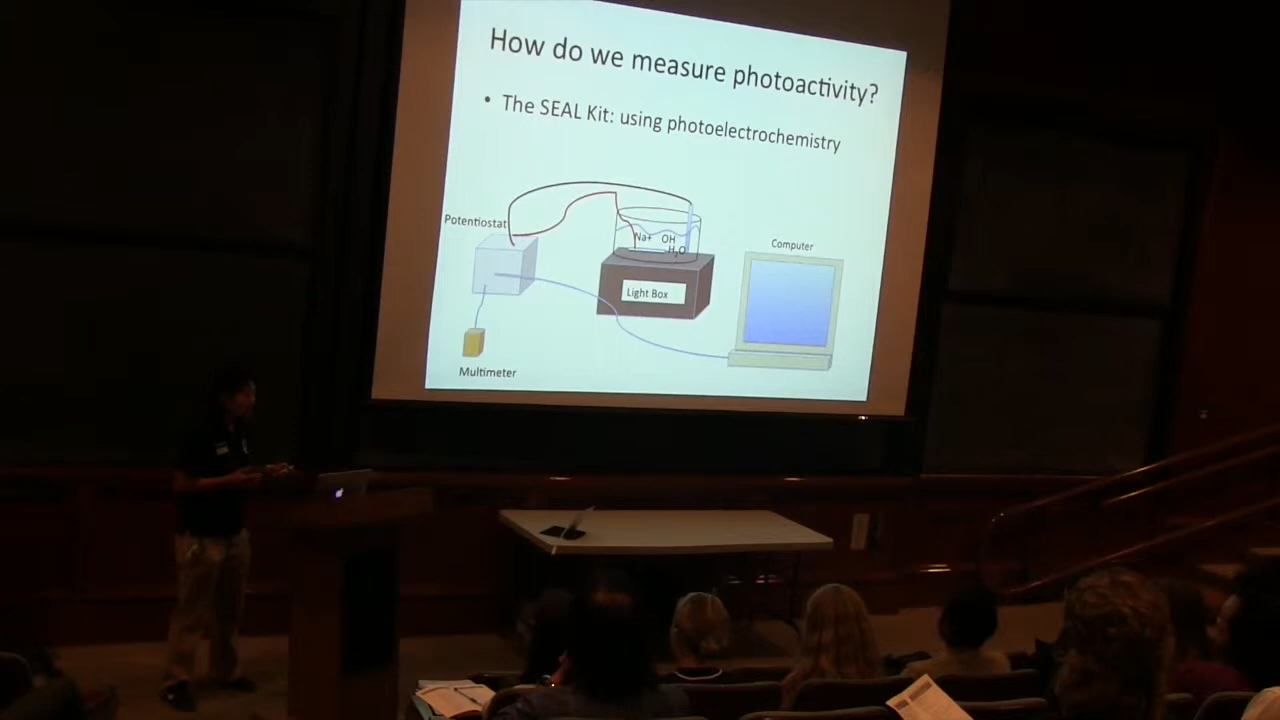 How do we measure photoactivity?
• The SEAL Kit: using photoelectrochemistry
Potentiostat
Na+ OH
H2O
Computer
Light Box
Multimeter